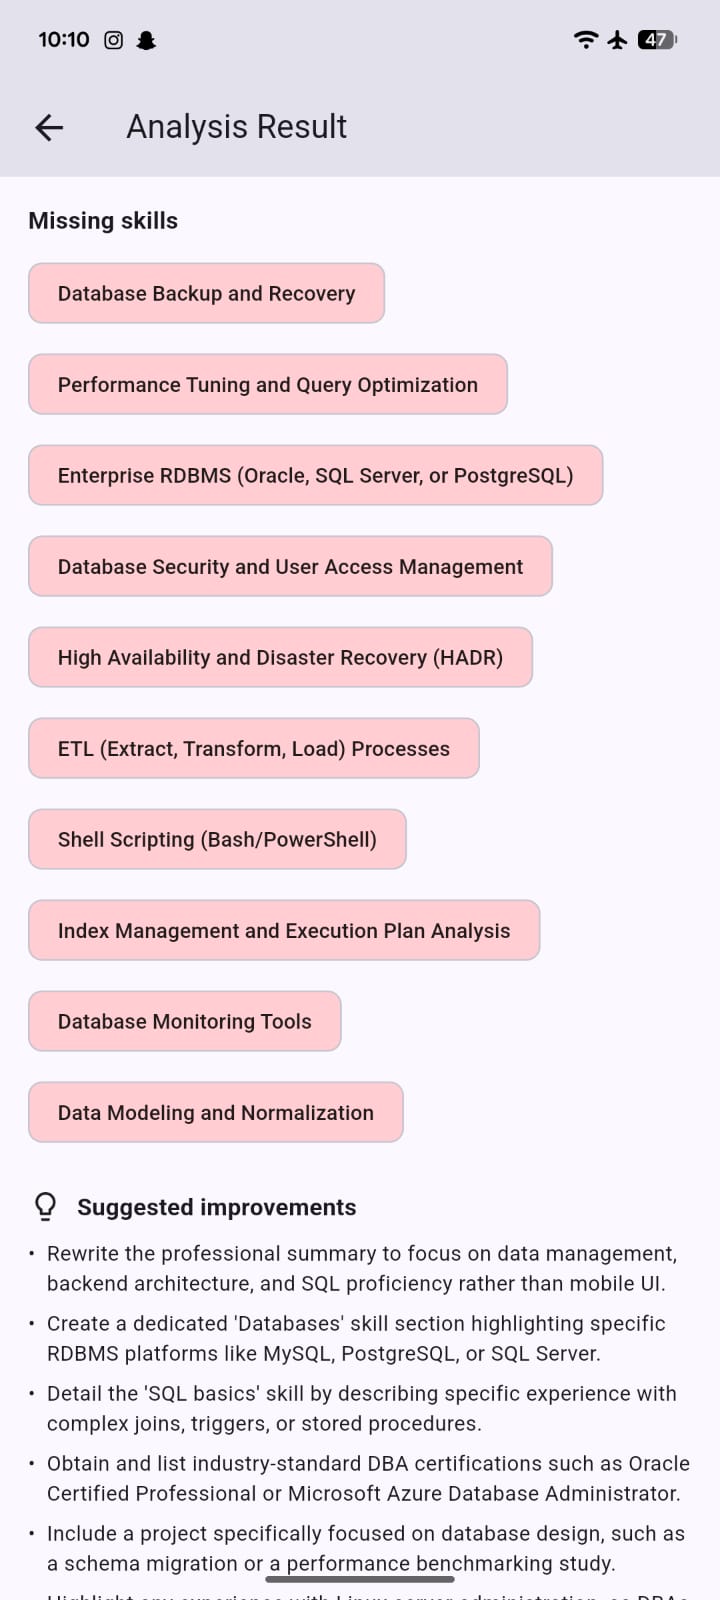 10:10
47
Analysis Result
Missing skills
Database Backup and Recovery
Performance Tuning and Query Optimization
Enterprise RDBMS (Oracle, SQL Server, or PostgreSQL)
Database Security and User Access Management
High Availability and Disaster Recovery (HADR)
ETL (Extract, Transform, Load) Processes
Shell Scripting (Bash/PowerShell)
Index Management and Execution Plan Analysis
Database Monitoring Tools
Data Modeling and Normalization
Suggested improvements
• Rewrite the professional summary to focus on data management,
backend architecture, and SQL proficiency rather than mobile UI.
• Create a dedicated 'Databases' skill section highlighting specific
RDBMS platforms like MySQL, PostgreSQL, or SQL Server.
• Detail the 'SQL basics' skill by describing specific experience with
complex joins, triggers, or stored procedures.
• Obtain and list industry-standard DBA certifications such as Oracle
Certified Professional or Microsoft Azure Database Administrator.
• Include a project specifically focused on database design, such as
a schema migration or a performance benchmarking study.